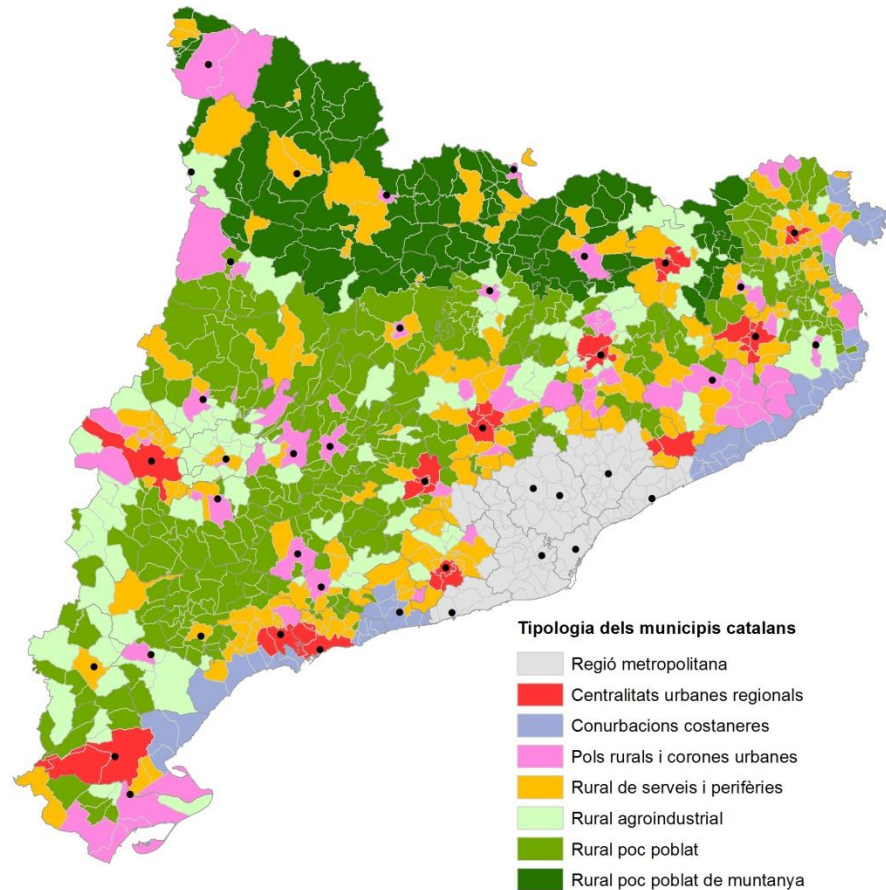 Tipologia dels municipis catalans
Regió metropolitana
Centralitats urbanes regionals
Conurbacions costaneres
Pols rurals i corones urbanes
Rural de serveis i perifèries
Rural agroindustrial
Rural poc poblat
Rural poc poblat de muntanya